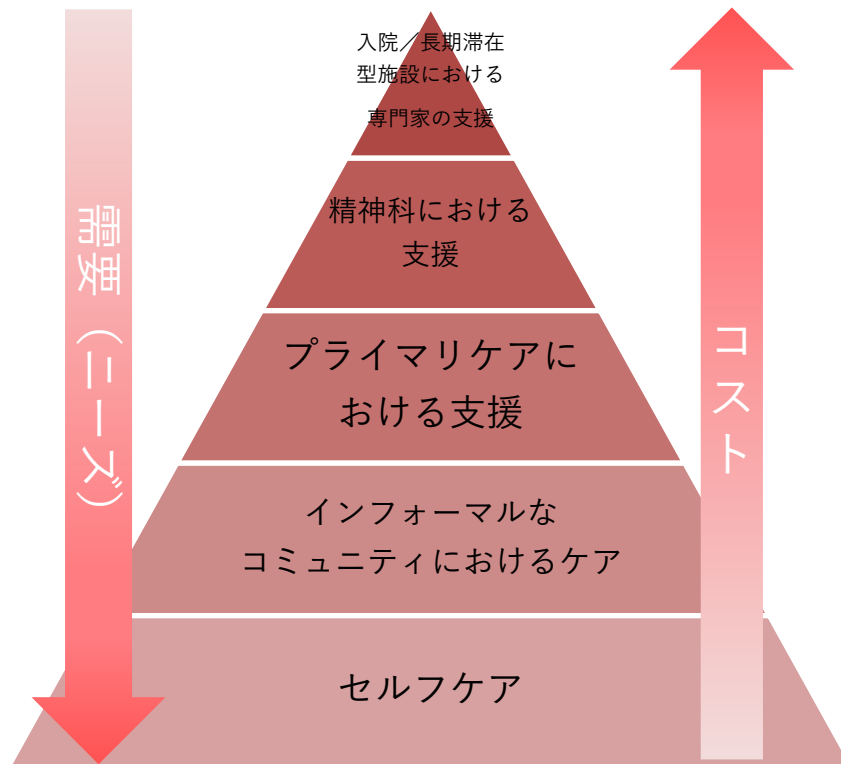 入院／長期滞在
型施設における
専門家の支援
精神科における
支援
プライマリケアに
おける支援
インフォーマルな
コミュニティにおけるケア
セルフケア
需要（ニーズ）
コスト